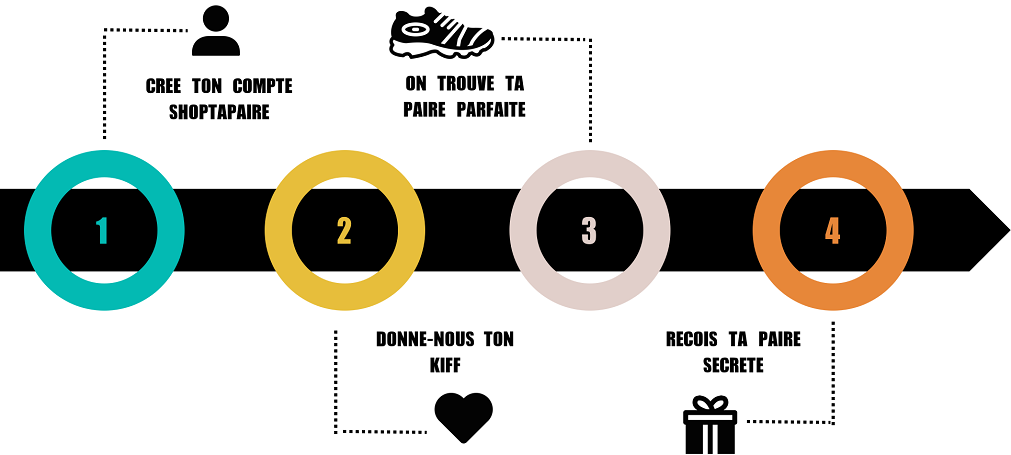 CREE TON COMPTE
SHOPTAPAIRE
ON TROUVE TA
PAIRE PARFAITE
1
2
3
4
DONNE-NOUS TON
KIFF
RECOIS TA PAIRE
SECRETE